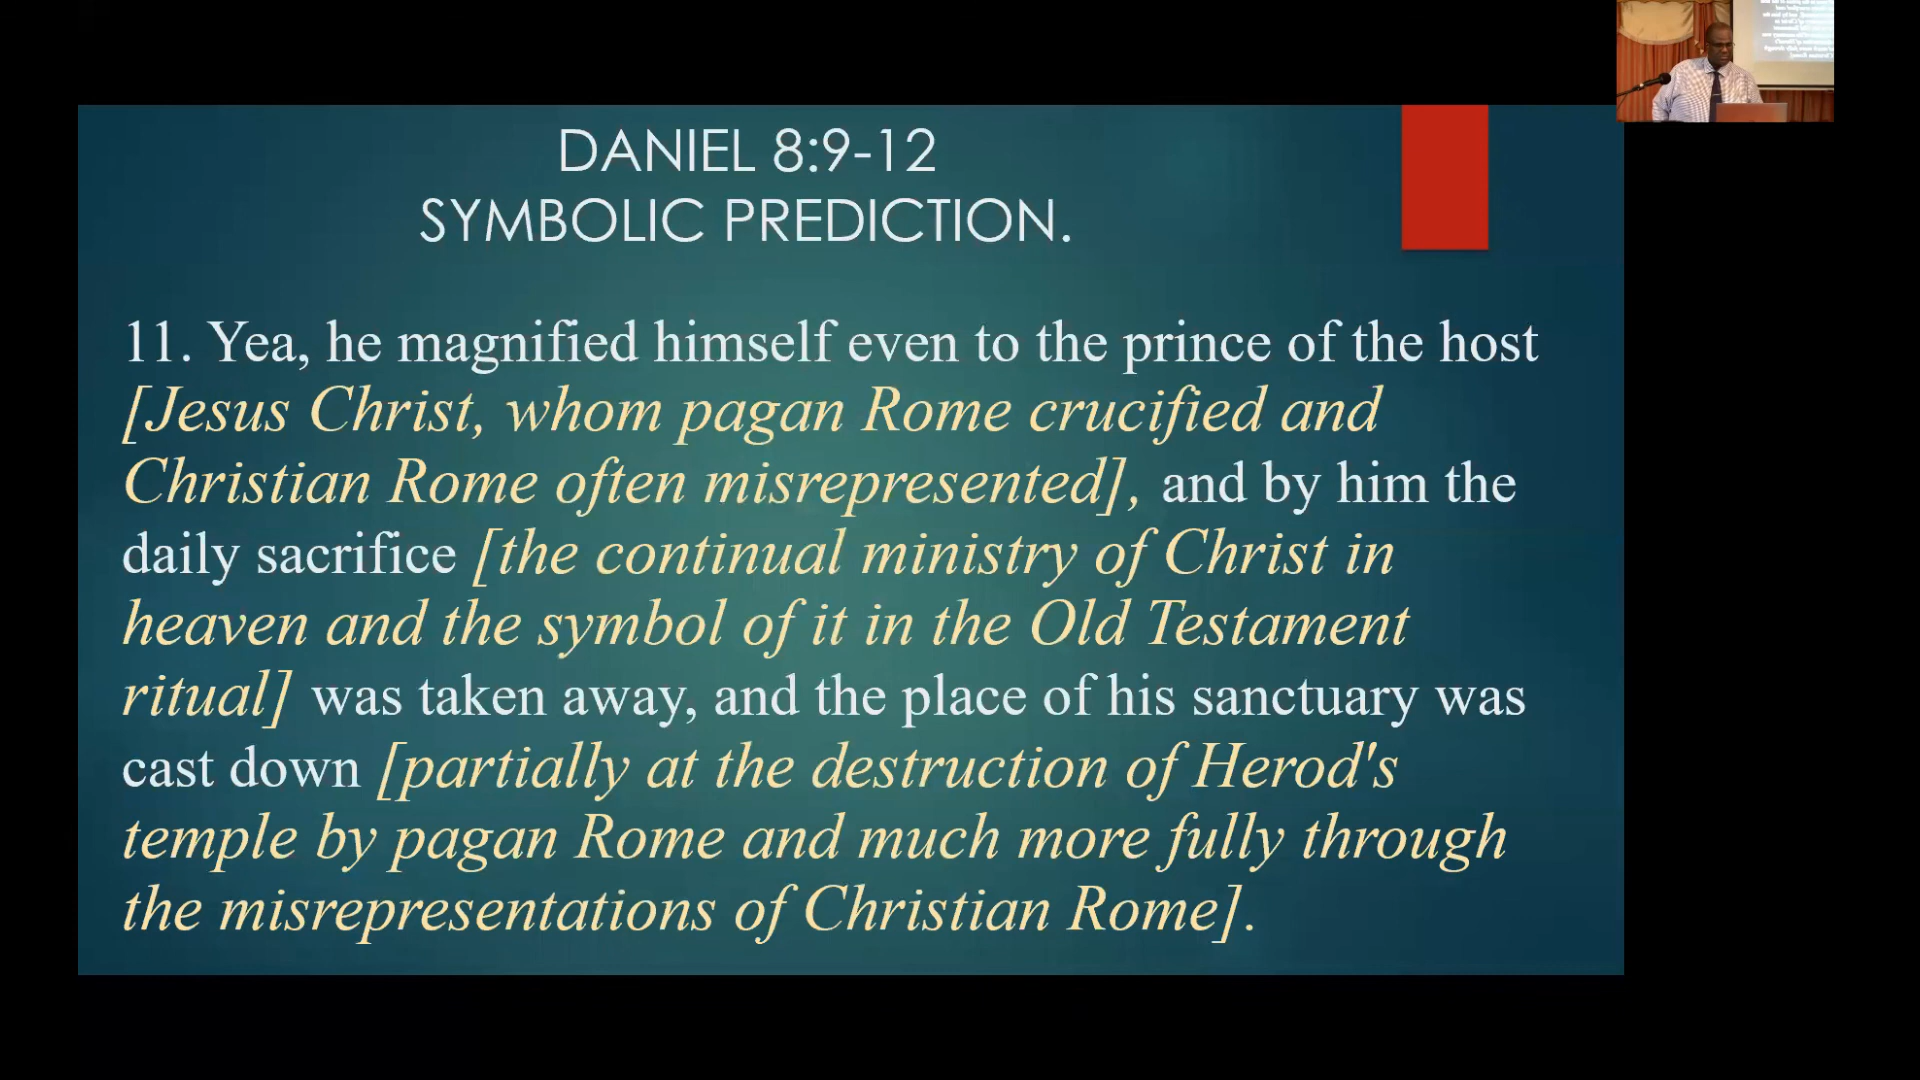 DANIEL 8:9-12
SYMBOLIC PREDICTION.
11. Yea, he magnified himself even to the prince of the host
[Jesus Christ, whom pagan Rome crucified and
Christian Rome often misrepresented], and by him the
daily sacrifice [the continual ministry of Christ in
heaven and the symbol of it in the Old Testament
ritual] was taken away, and the place of his sanctuary was
cast down [partially at the destruction of Herod's
temple by pagan Rome and much more fully through
the misrepresentations of Christian Rome].